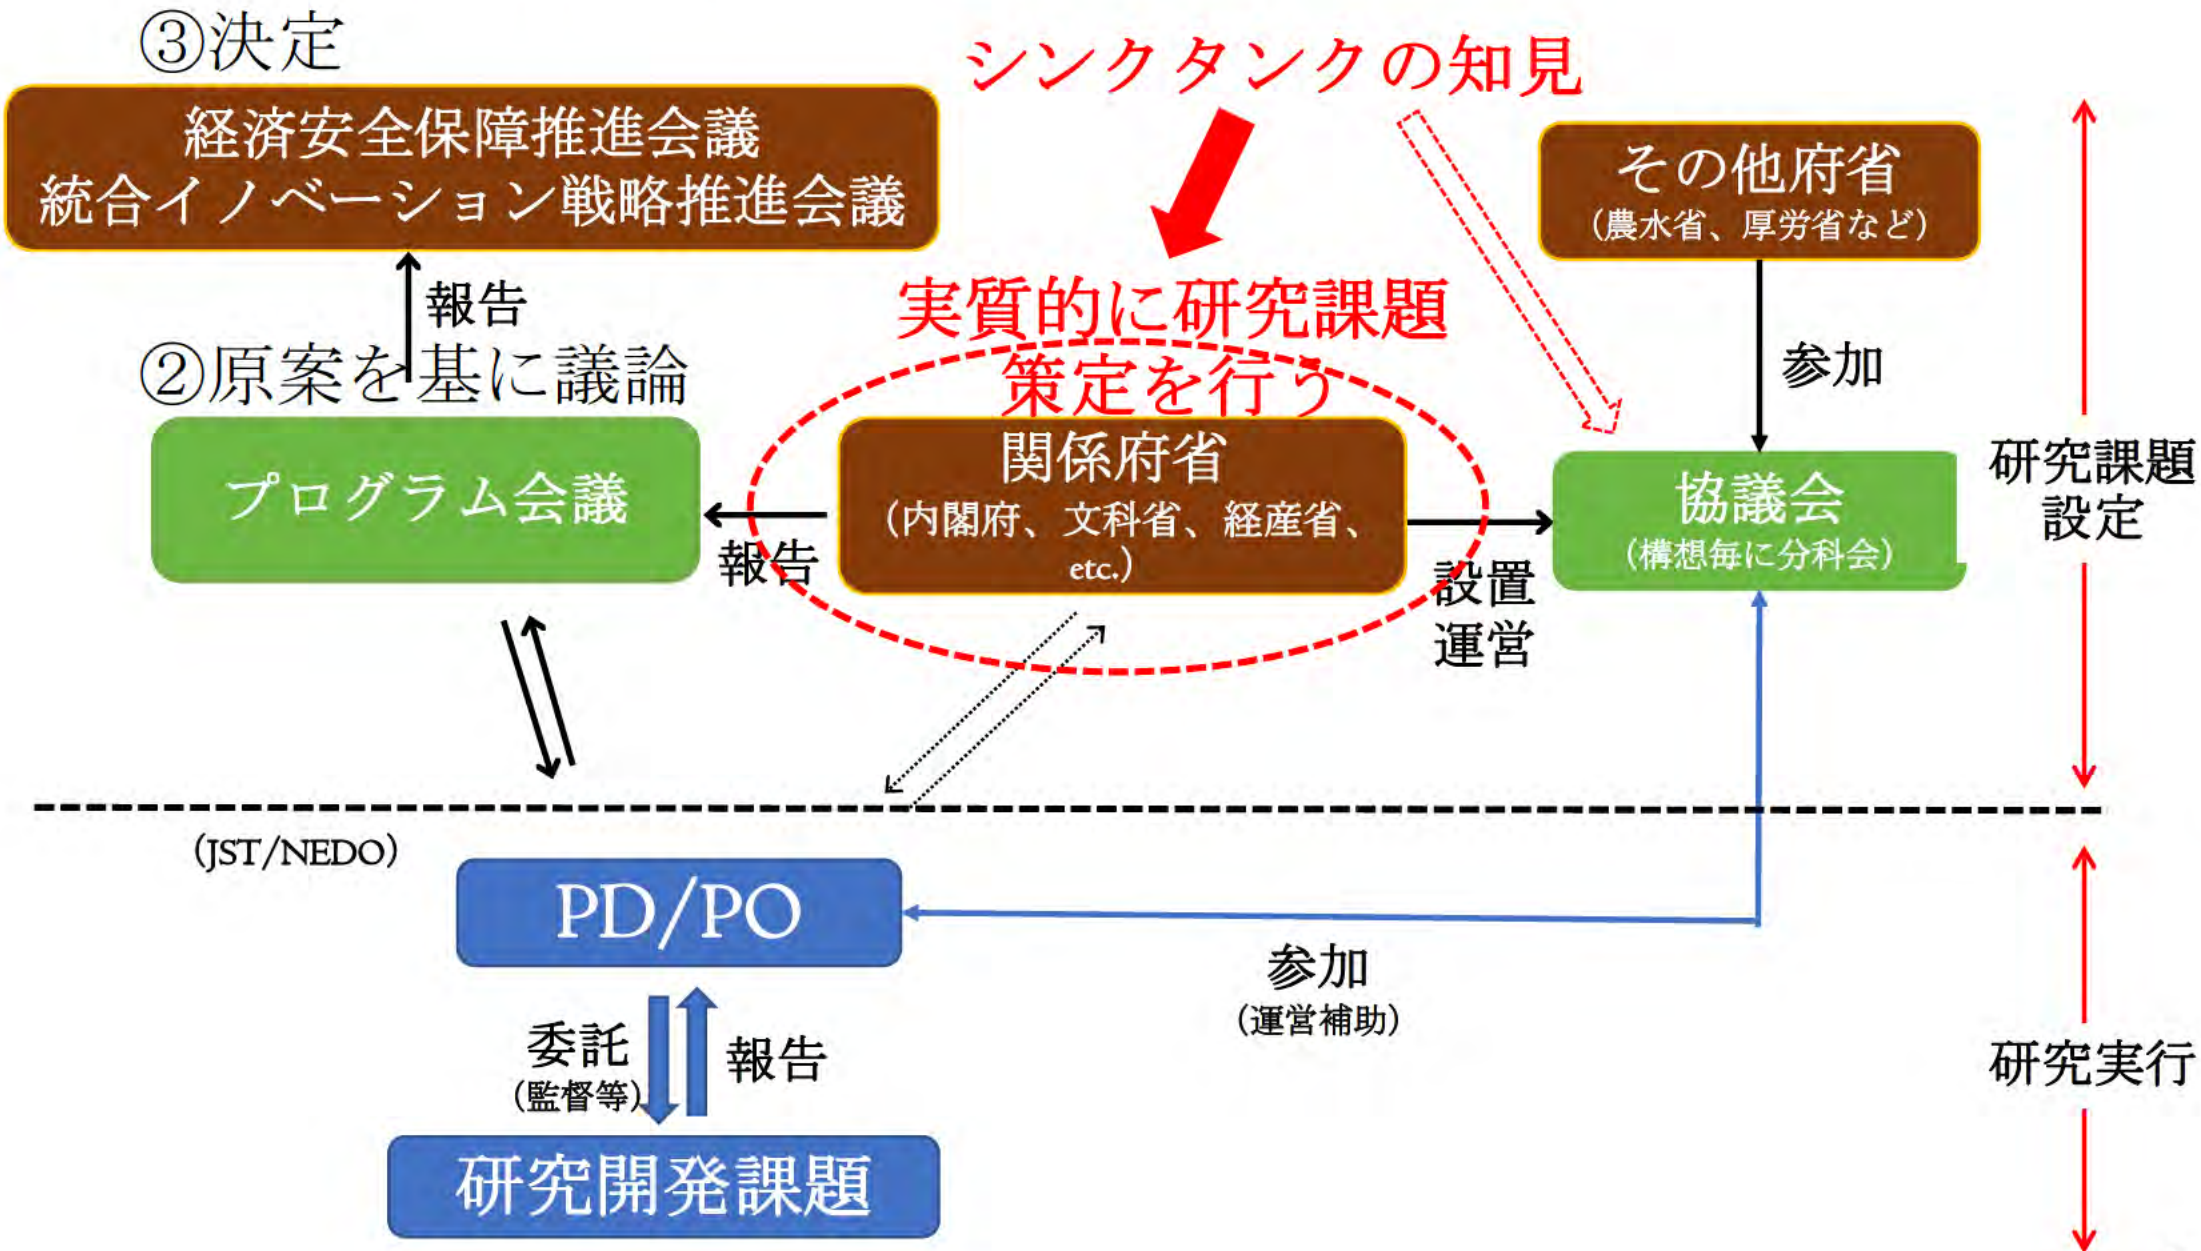 ③決定
経済安全保障推進会議
統合イノベーション戦略推進会議
報告
②原案を基に議論
プログラム会議
シンクタンクの知見
実質的に研究課題
策定を行う
関係府省
（内閣府、文科省、経産省、
etc.）
報告
設置
運営
その他府省
（農水省、厚労省など）
参加
協議会
（構想毎に分科会）
研究課題
設定
（JST/NEDO）
PD/PO
参加
（運営補助）
委託
（監督等）
報告
研究開発課題
研究実行